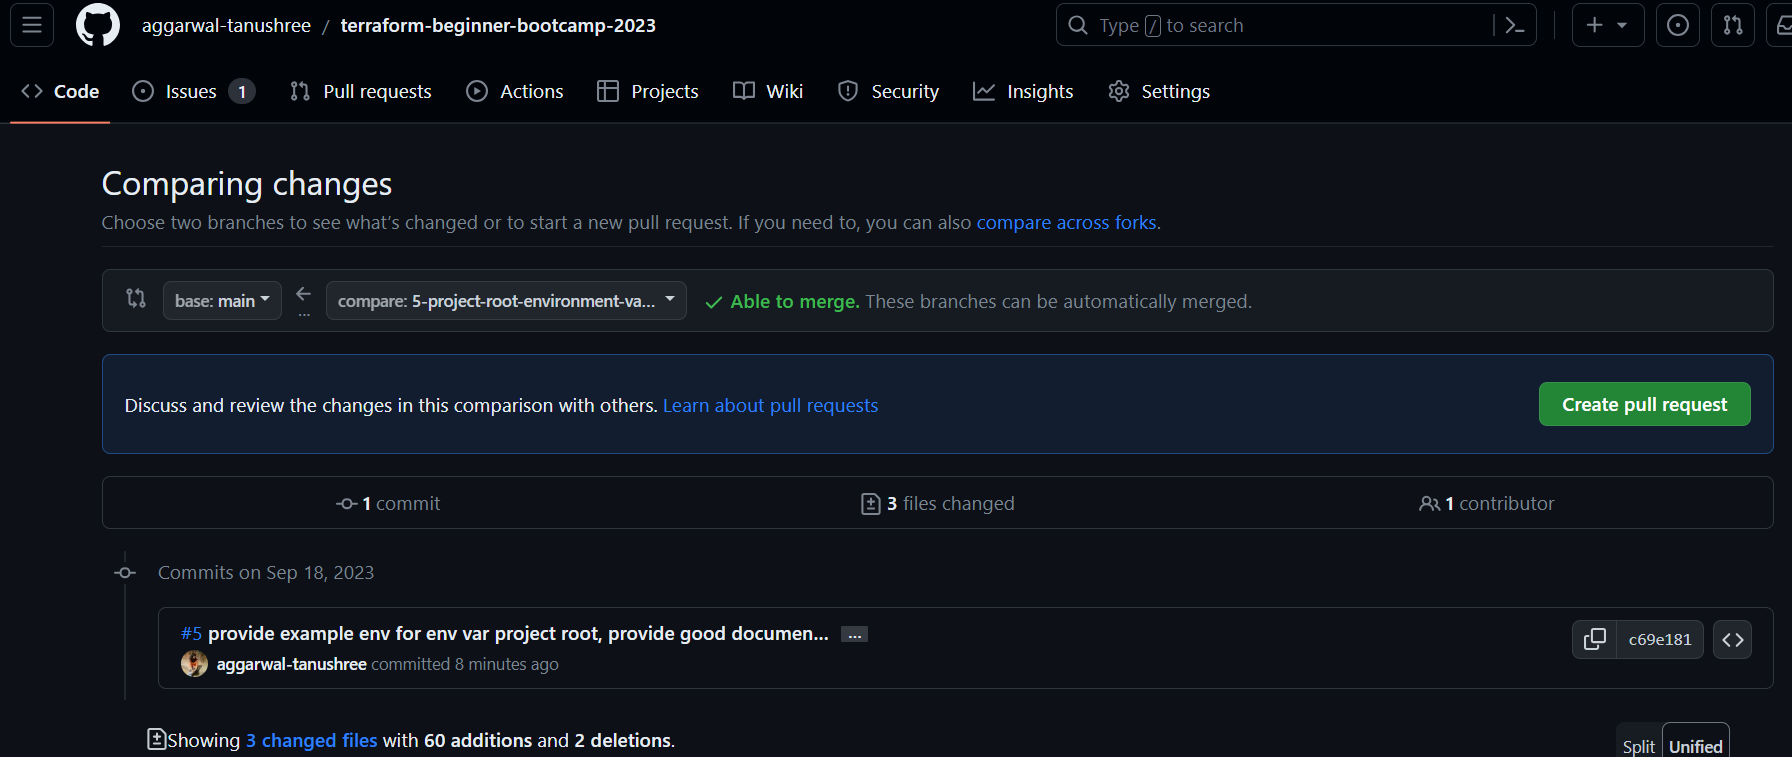 aggarwal-tanushree / terraform-beginner-bootcamp-2023
Type / to search
Code Issues 1 Pull requests Actions Projects Wiki Security Insights Settings
Comparing changes
Choose two branches to see what's changed or to start a new pull request. If you need to, you can also compare across forks.
base: main compare: 5-project-root-environment-va... Able to merge. These branches can be automatically merged.
Discuss and review the changes in this comparison with others. Learn about pull requests
Create pull request
1 commit 3 files changed 1 contributor
Commits on Sep 18, 2023
#5 provide example env for env var project root, provide good documen... ...
c69e181
aggarwal-tanushree committed 8 minutes ago
Showing 3 changed files with 60 additions and 2 deletions.
Split Unified